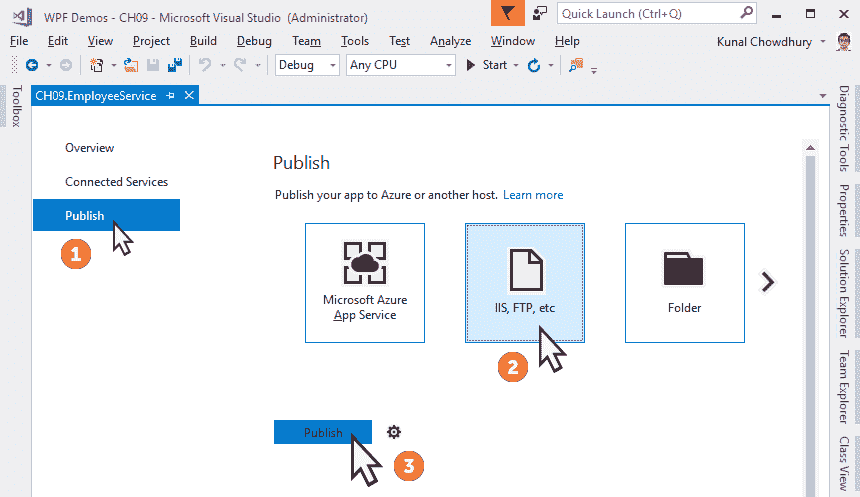 WPF Demos - CH09 - Microsoft Visual Studio (Administrator)
Quick Launch (Ctrl+Q)
File Edit View Project Build Debug Team Tools Test Analyze Window Help
Kunal Chowdhury
Debug Any CPU Start
CH09.EmployeeService
Toolbox
Overview
Connected Services
Publish
1
Publish
Publish your app to Azure or another host. Learn more
Microsoft Azure
App Service
IIS, FTP, etc
Folder
2
Publish
3
Diagnostic Tools
Properties
Solution Explorer
Team Explorer
Class View